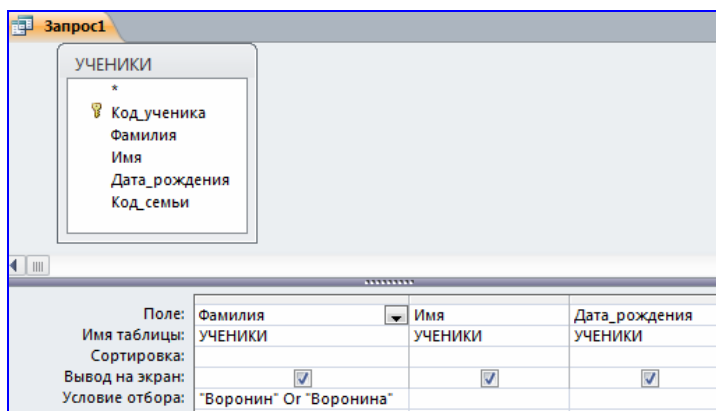 Запрос1
УЧЕНИКИ
*
Код_ученика
Фамилия
Имя
Дата_рождения
Код_семьи
Поле: Фамилия Имя Дата_рождения
Имя таблицы: УЧЕНИКИ УЧЕНИКИ УЧЕНИКИ
Сортировка:
Вывод на экран:
Условие отбора: "Воронин" Or "Воронина"